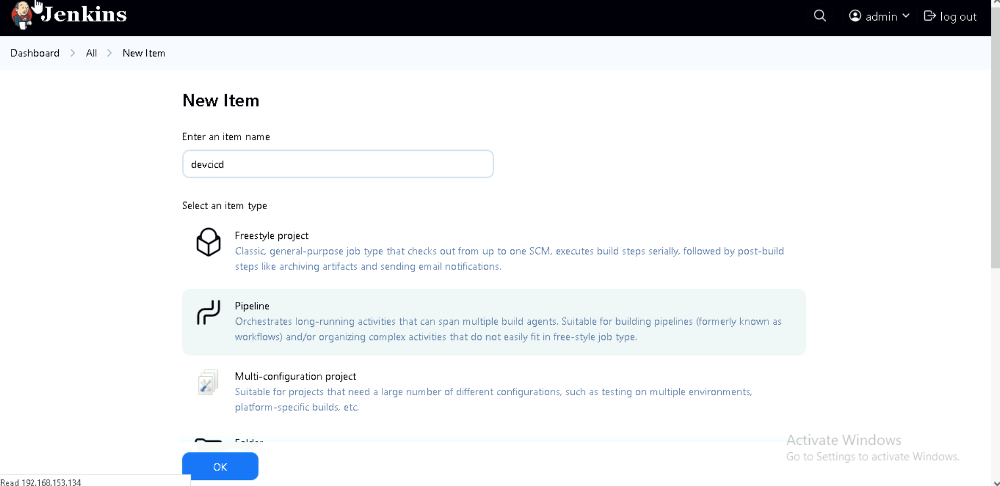 Jenkins
admin
log out
Dashboard > All > New Item
New Item
Enter an item name
devcicd
Select an item type
Freestyle project
Classic, general-purpose job type that checks out from up to one SCM, executes build steps serially, followed by post-build
steps like archiving artifacts and sending email notifications.
Pipeline
Orchestrates long-running activities that can span multiple build agents. Suitable for building pipelines (formerly known as
workflows) and/or organizing complex activities that do not easily fit in free-style job type.
Multi-configuration project
Suitable for projects that need a large number of different configurations, such as testing on multiple environments,
platform-specific builds, etc.
Folder
OK
Activate Windows
Go to Settings to activate Windows.
Read 192.168.153.134